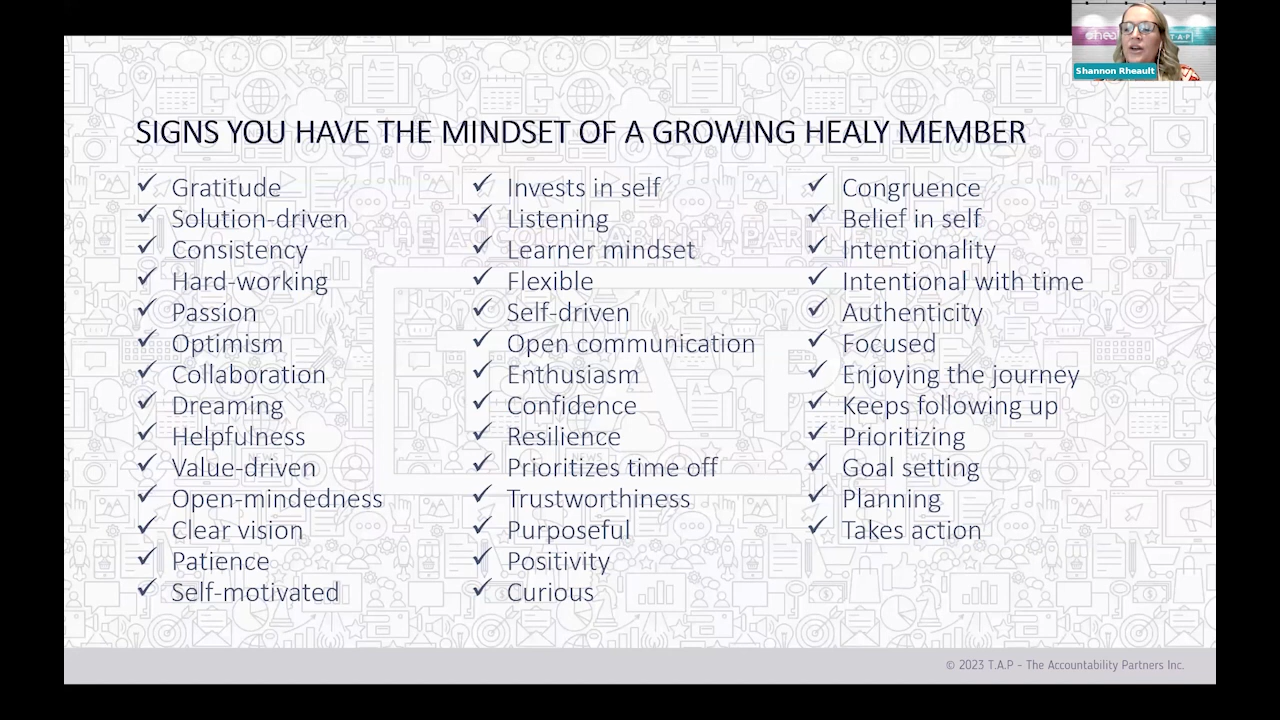 heal
T.A.P
Shannon Rheault
SIGNS YOU HAVE THE MINDSET OF A GROWING HEALY MEMBER
Gratitude
Solution-driven
Consistency
Hard-working
Passion
Optimism
Collaboration
Dreaming
Helpfulness
Value-driven
Open-mindedness
Clear vision
Patience
Self-motivated
Invests in self
Listening
Learner mindset
Flexible
Self-driven
Open communication
Enthusiasm
Confidence
Resilience
Prioritizes time off
Trustworthiness
Purposeful
Positivity
Curious
Congruence
Belief in self
Intentionality
Intentional with time
Authenticity
Focused
Enjoying the journey
Keeps following up
Prioritizing
Goal setting
Planning
Takes action
THE ACCOUNTABILITY PARTNERS
T.A.P
© 2023 T.A.P - The Accountability Partners Inc.